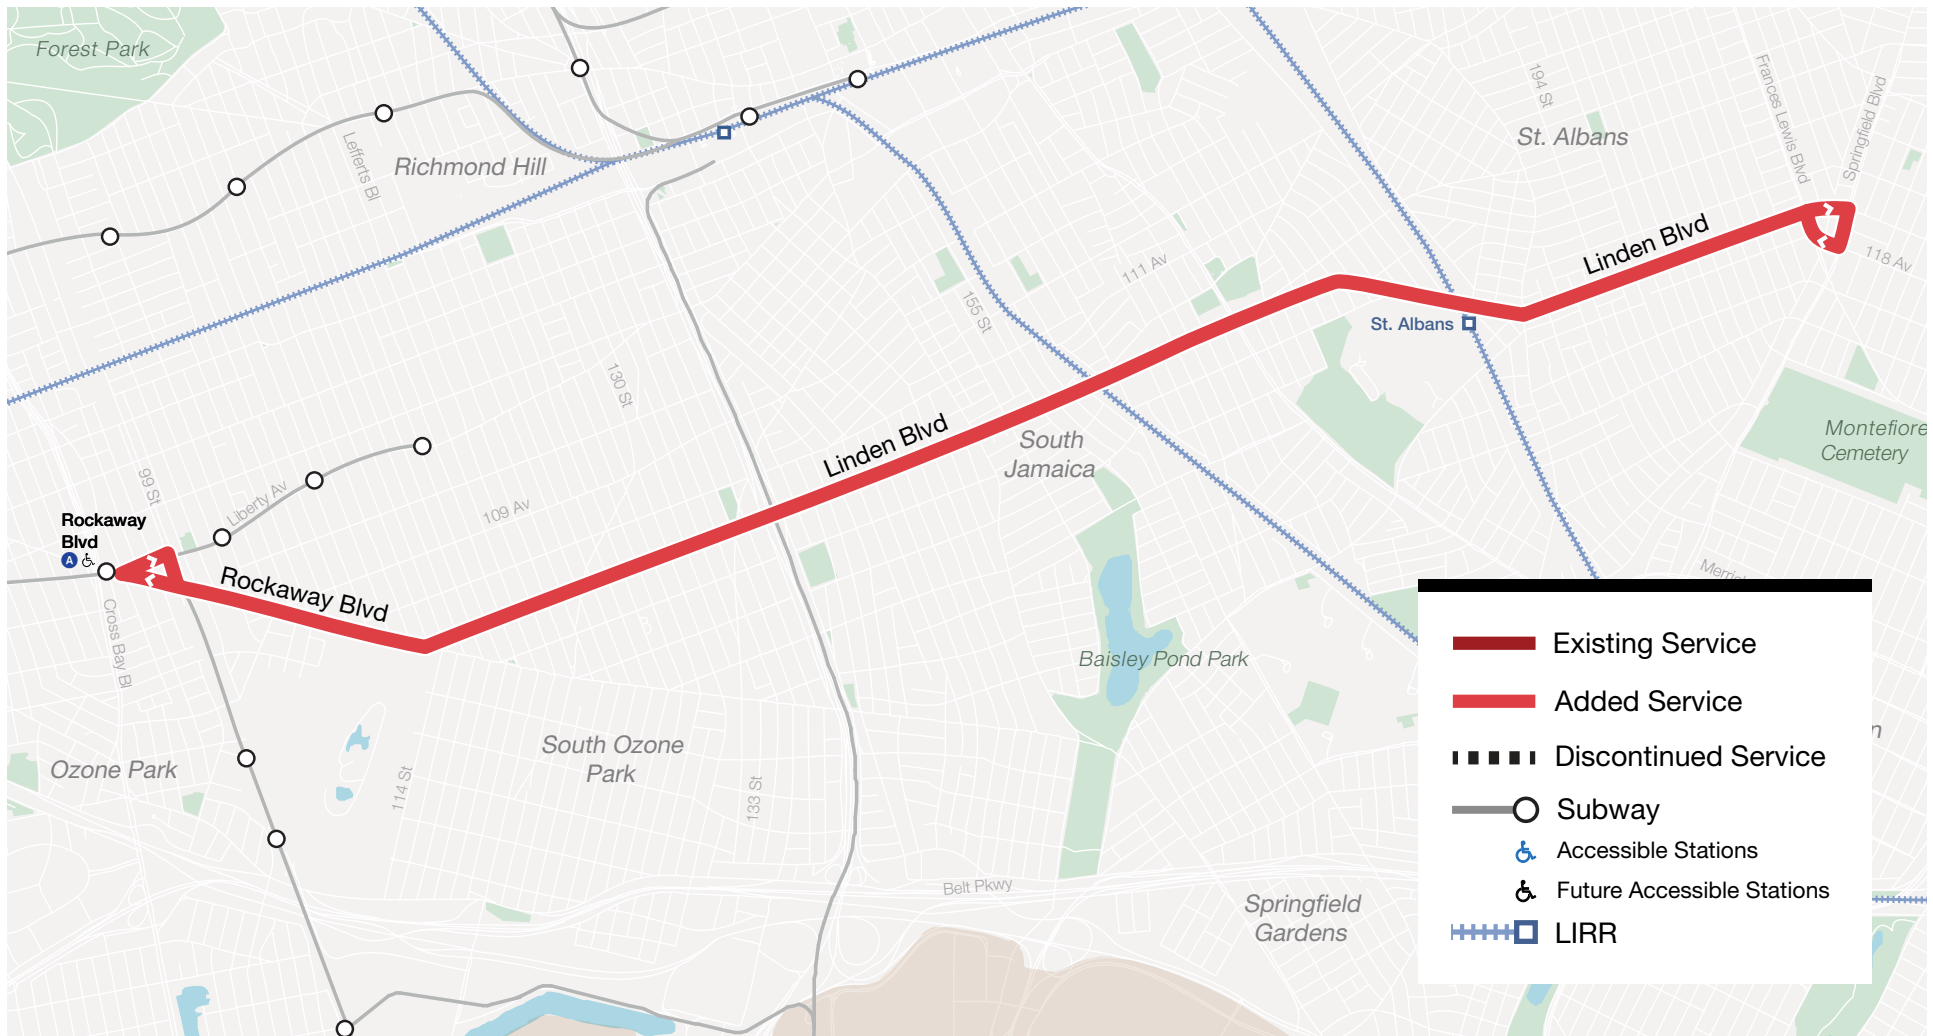 Forest Park
Lefferts Bl
Richmond Hill
194 St
St. Albans
Frances Lewis Blvd
Springfield Blvd
Linden Blvd
118 Av
111 Av
155 St
St. Albans
130 St
Linden Blvd
South
Jamaica
Montefiore
Cemetery
99 St
Liberty Av
109 Av
Rockaway
Blvd
A
Rockaway Blvd
Cross Bay Bl
Baisley Pond Park
Ozone Park
South Ozone
Park
114 St
133 St
Belt Pkwy
Springfield
Gardens
Existing Service
Added Service
Discontinued Service
Subway
Accessible Stations
Future Accessible Stations
LIRR